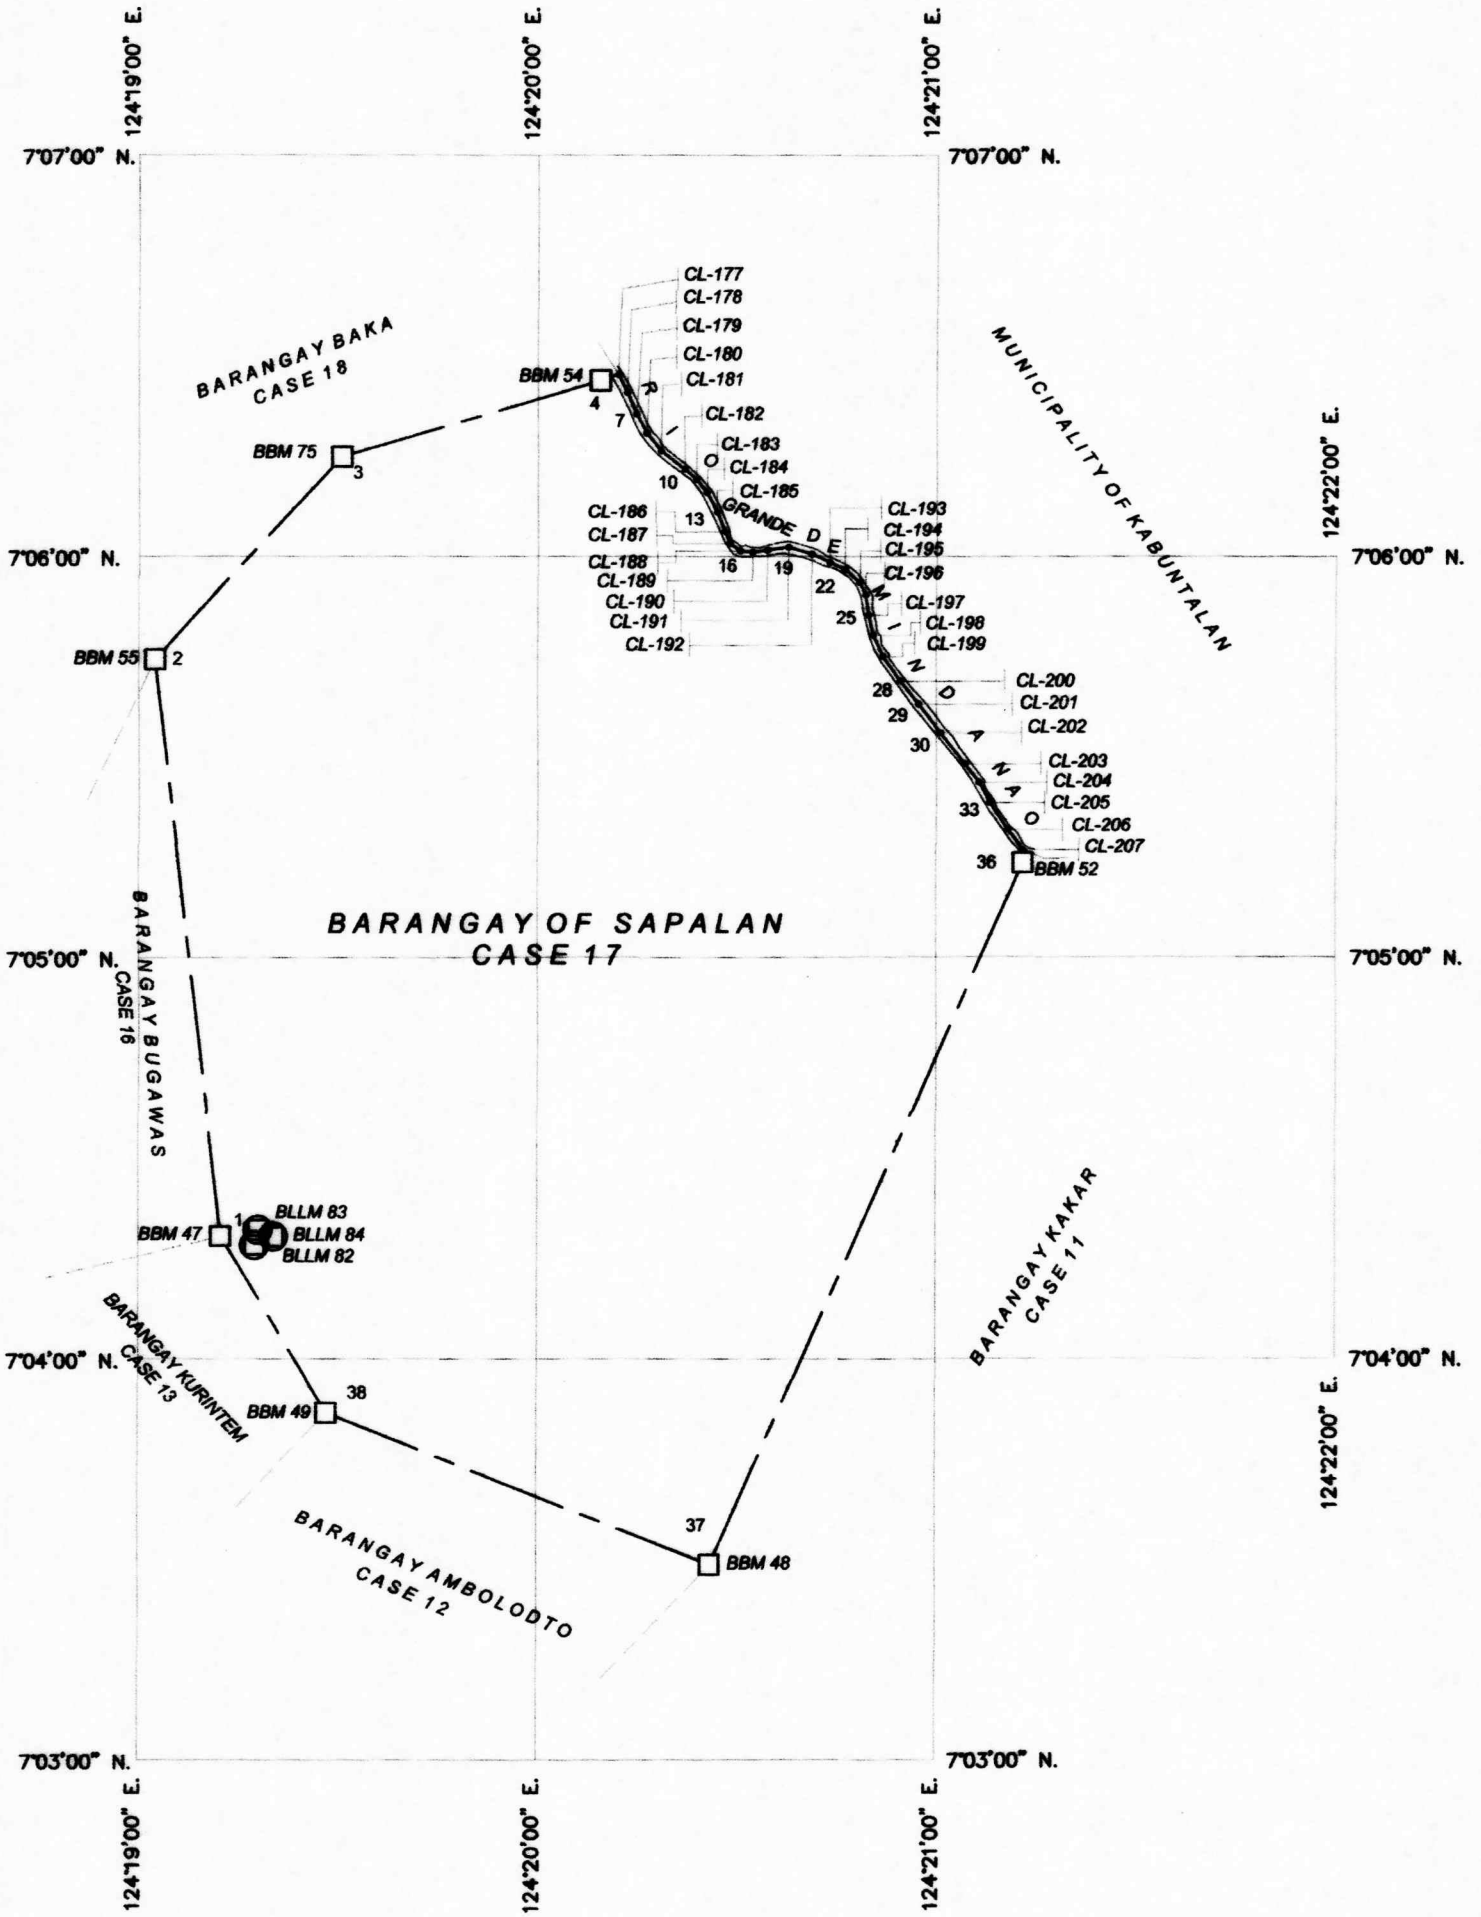 124°19'00" E.
124°20'00" E.
124°21'00" E.
7°07'00" N.
7°07'00" N.
CL-177
CL-178
CL-179
CL-180
CL-181
CL-182
CL-183
CL-184
CL-185
BARANGAY BAKA
CASE 18
BBM 54
4
7
10
13
BBM 75
3
MUNICIPALITY OF KABUNTALAN
124°22'00" E.
RIO GRANDE DE MINDANAO
CL-186
CL-187
CL-188
CL-189
CL-190
CL-191
CL-192
16
19
22
25
CL-193
CL-194
CL-195
CL-196
CL-197
CL-198
CL-199
7°06'00" N.
7°06'00" N.
BBM 55
2
28
29
30
33
36
CL-200
CL-201
CL-202
CL-203
CL-204
CL-205
CL-206
CL-207
BBM 52
BARANGAY OF SAPALAN
CASE 17
7°05'00" N.
7°05'00" N.
BARANGAY BUGAWAS
CASE 16
BBM 47
1
BLLM 83
BLLM 84
BLLM 82
BARANGAY KAKAR
CASE 11
BARANGAY KURINTEM
CASE 13
7°04'00" N.
7°04'00" N.
124°22'00" E.
BBM 49
38
37
BBM 48
BARANGAY AMBOLODTO
CASE 12
7°03'00" N.
7°03'00" N.
124°19'00" E.
124°20'00" E.
124°21'00" E.